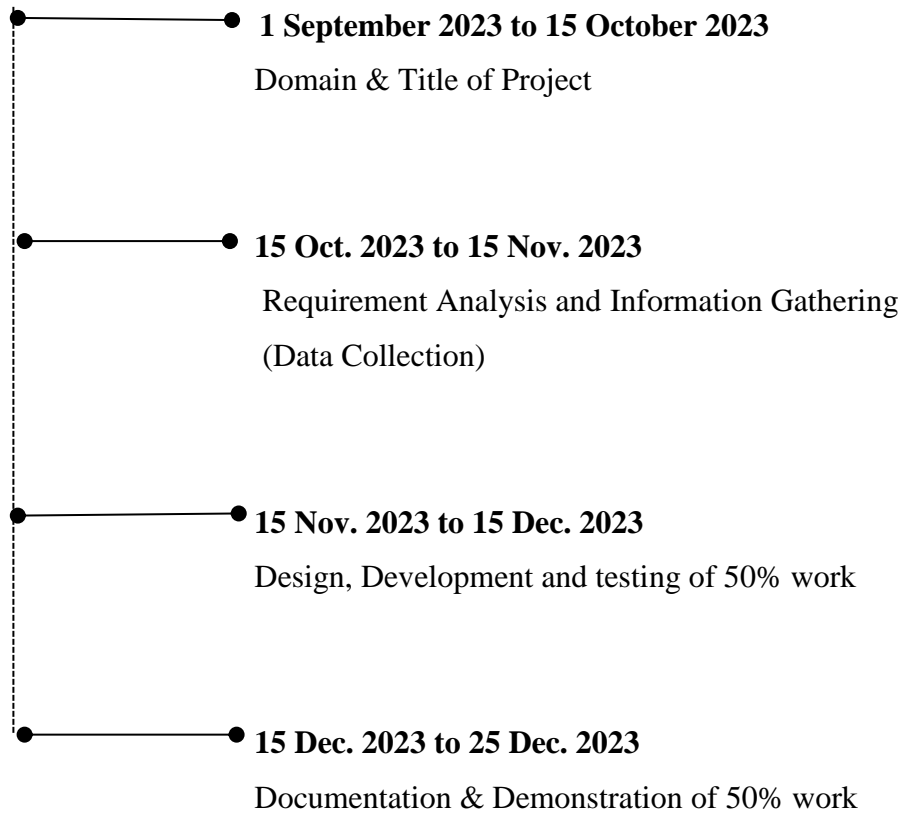 1 September 2023 to 15 October 2023
Domain & Title of Project
15 Oct. 2023 to 15 Nov. 2023
Requirement Analysis and Information Gathering
(Data Collection)
15 Nov. 2023 to 15 Dec. 2023
Design, Development and testing of 50% work
15 Dec. 2023 to 25 Dec. 2023
Documentation & Demonstration of 50% work